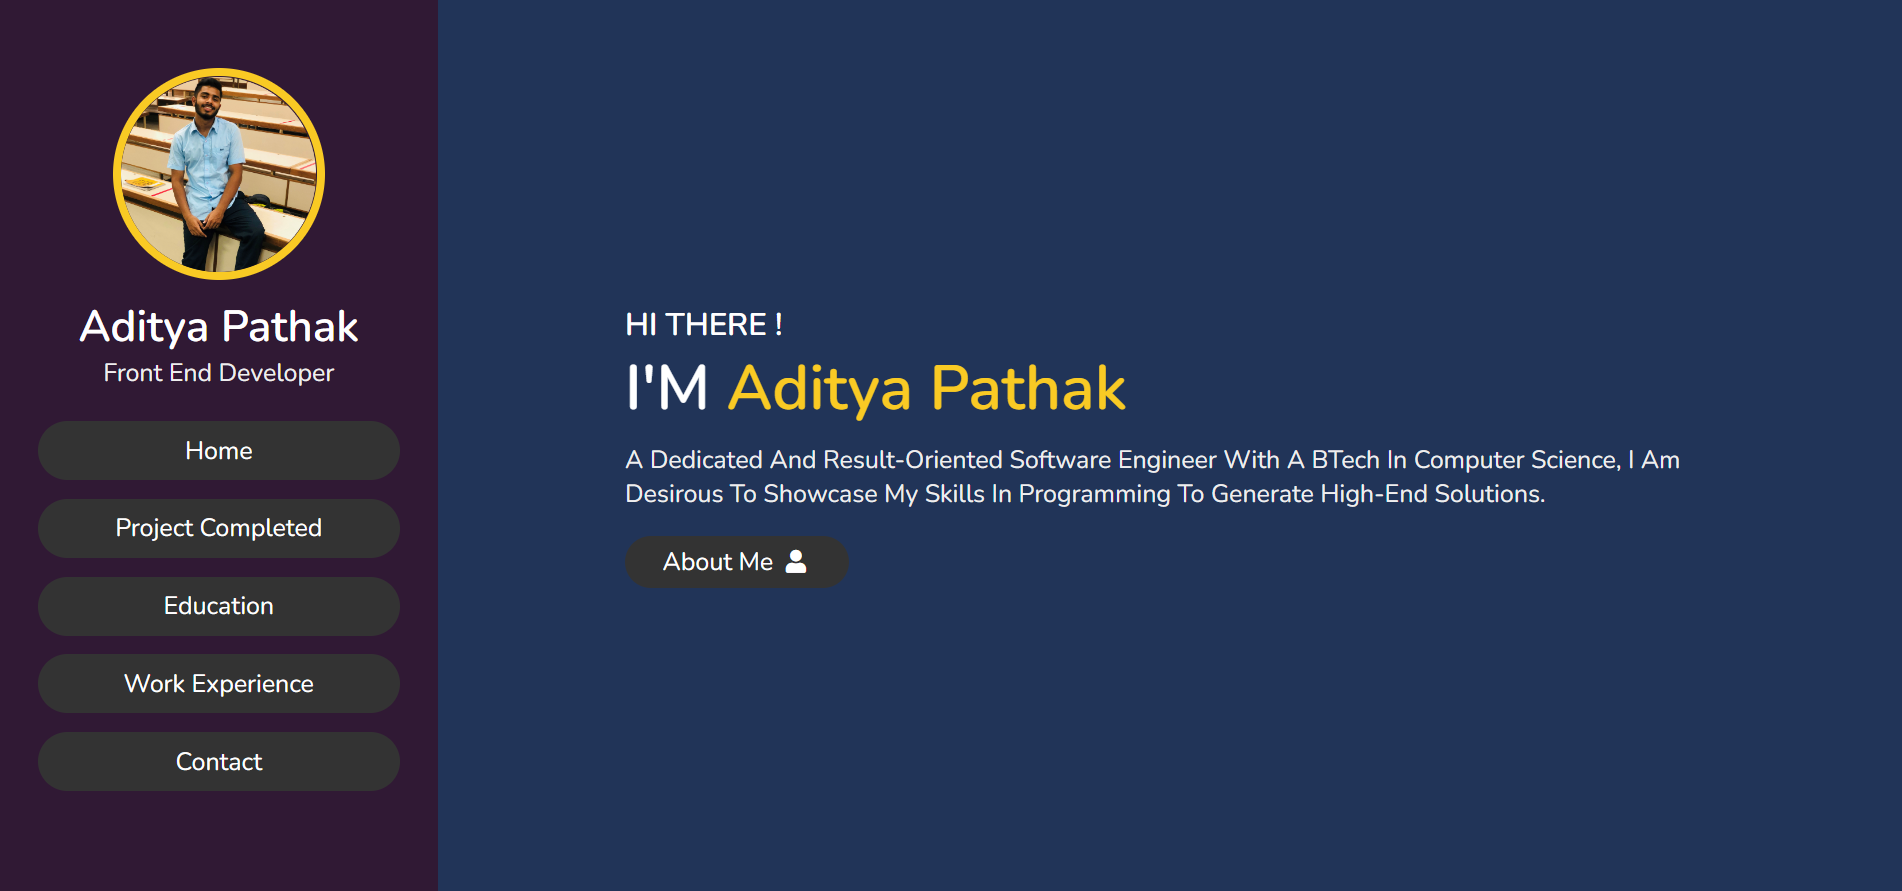 Aditya Pathak
Front End Developer
Home
Project Completed
Education
Work Experience
Contact
HI THERE !
I'M Aditya Pathak
A Dedicated And Result-Oriented Software Engineer With A BTech In Computer Science, I Am
Desirous To Showcase My Skills In Programming To Generate High-End Solutions.
About Me